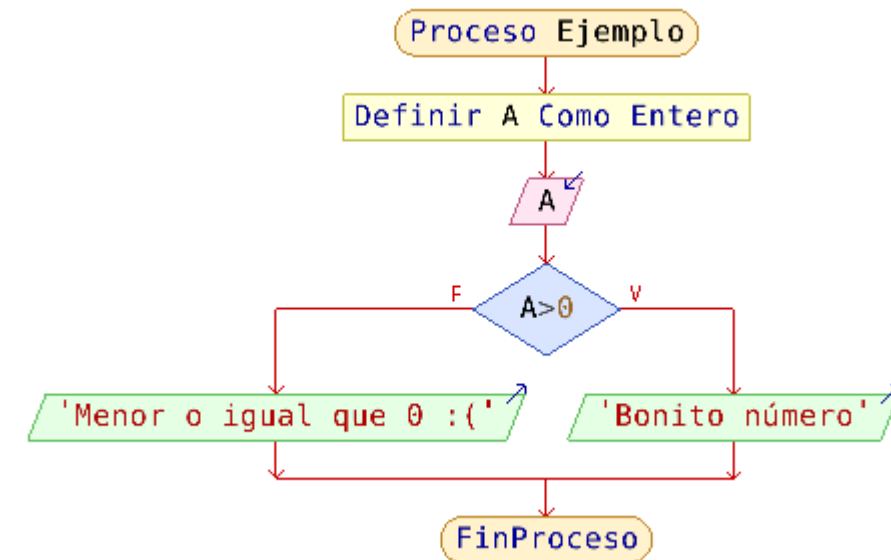 Proceso Ejemplo
Definir A Como Entero
A
F
A>0
V
'Menor o igual que 0 :('
'Bonito número'
FinProceso